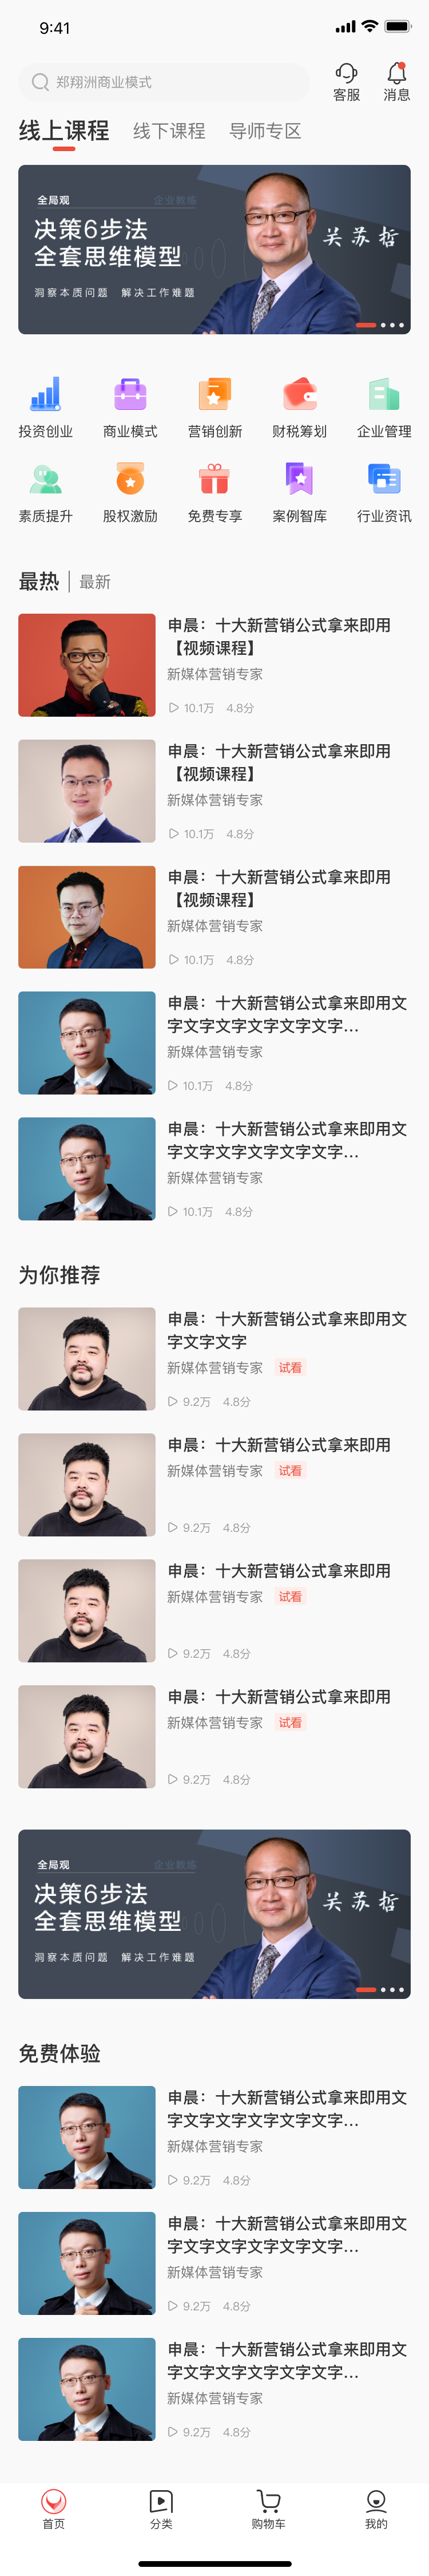 9:41
郑翔洲商业模式
客服
消息
线上课程
线下课程
导师专区
全局观
企业教练
决策6步法
全套思维模型
洞察本质问题 解决工作难题
关苏哲
投资创业
商业模式
营销创新
财税筹划
企业管理
素质提升
股权激励
免费专享
案例智库
行业资讯
最热
最新
申晨：十大新营销公式拿来即用
【视频课程】
新媒体营销专家
10.1万 4.8分
申晨：十大新营销公式拿来即用
【视频课程】
新媒体营销专家
10.1万 4.8分
申晨：十大新营销公式拿来即用
【视频课程】
新媒体营销专家
10.1万 4.8分
申晨：十大新营销公式拿来即用文
字文字文字文字文字文字...
新媒体营销专家
10.1万 4.8分
申晨：十大新营销公式拿来即用文
字文字文字文字文字文字...
新媒体营销专家
10.1万 4.8分
为你推荐
申晨：十大新营销公式拿来即用文
字文字文字
新媒体营销专家 试看
9.2万 4.8分
申晨：十大新营销公式拿来即用
新媒体营销专家 试看
9.2万 4.8分
申晨：十大新营销公式拿来即用
新媒体营销专家 试看
9.2万 4.8分
申晨：十大新营销公式拿来即用
新媒体营销专家 试看
9.2万 4.8分
全局观
企业教练
决策6步法
全套思维模型
洞察本质问题 解决工作难题
关苏哲
免费体验
申晨：十大新营销公式拿来即用文
字文字文字文字文字文字...
新媒体营销专家
9.2万 4.8分
申晨：十大新营销公式拿来即用文
字文字文字文字文字文字...
新媒体营销专家
9.2万 4.8分
申晨：十大新营销公式拿来即用文
字文字文字文字文字文字...
新媒体营销专家
9.2万 4.8分
首页
分类
购物车
我的